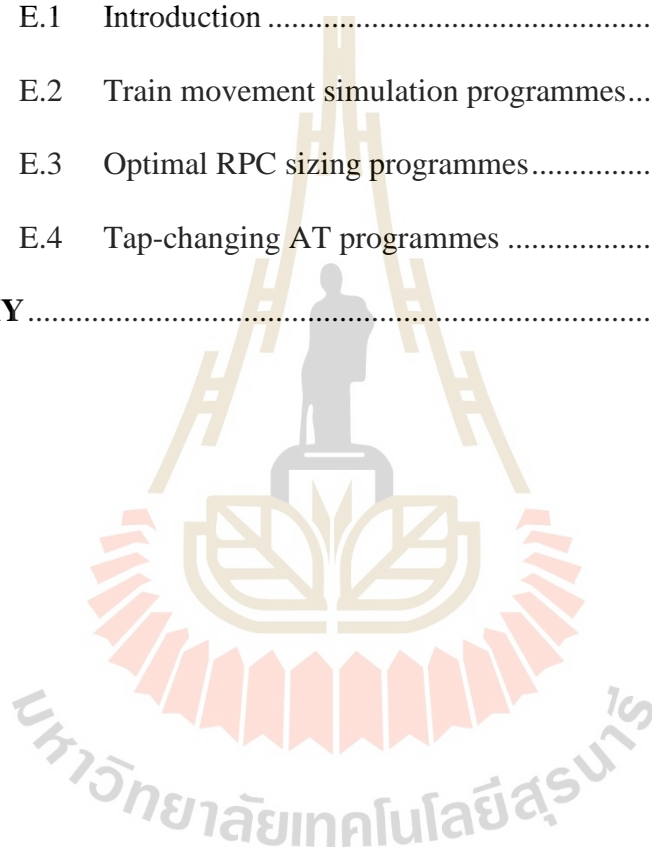 E.1 Introduction ...............................................
E.2 Train movement simulation programmes...
E.3 Optimal RPC sizing programmes...............
E.4 Tap-changing AT programmes ..................
Y...............................................................................
มหาวิทยาลัยเทคโนโลยีสุรนารี